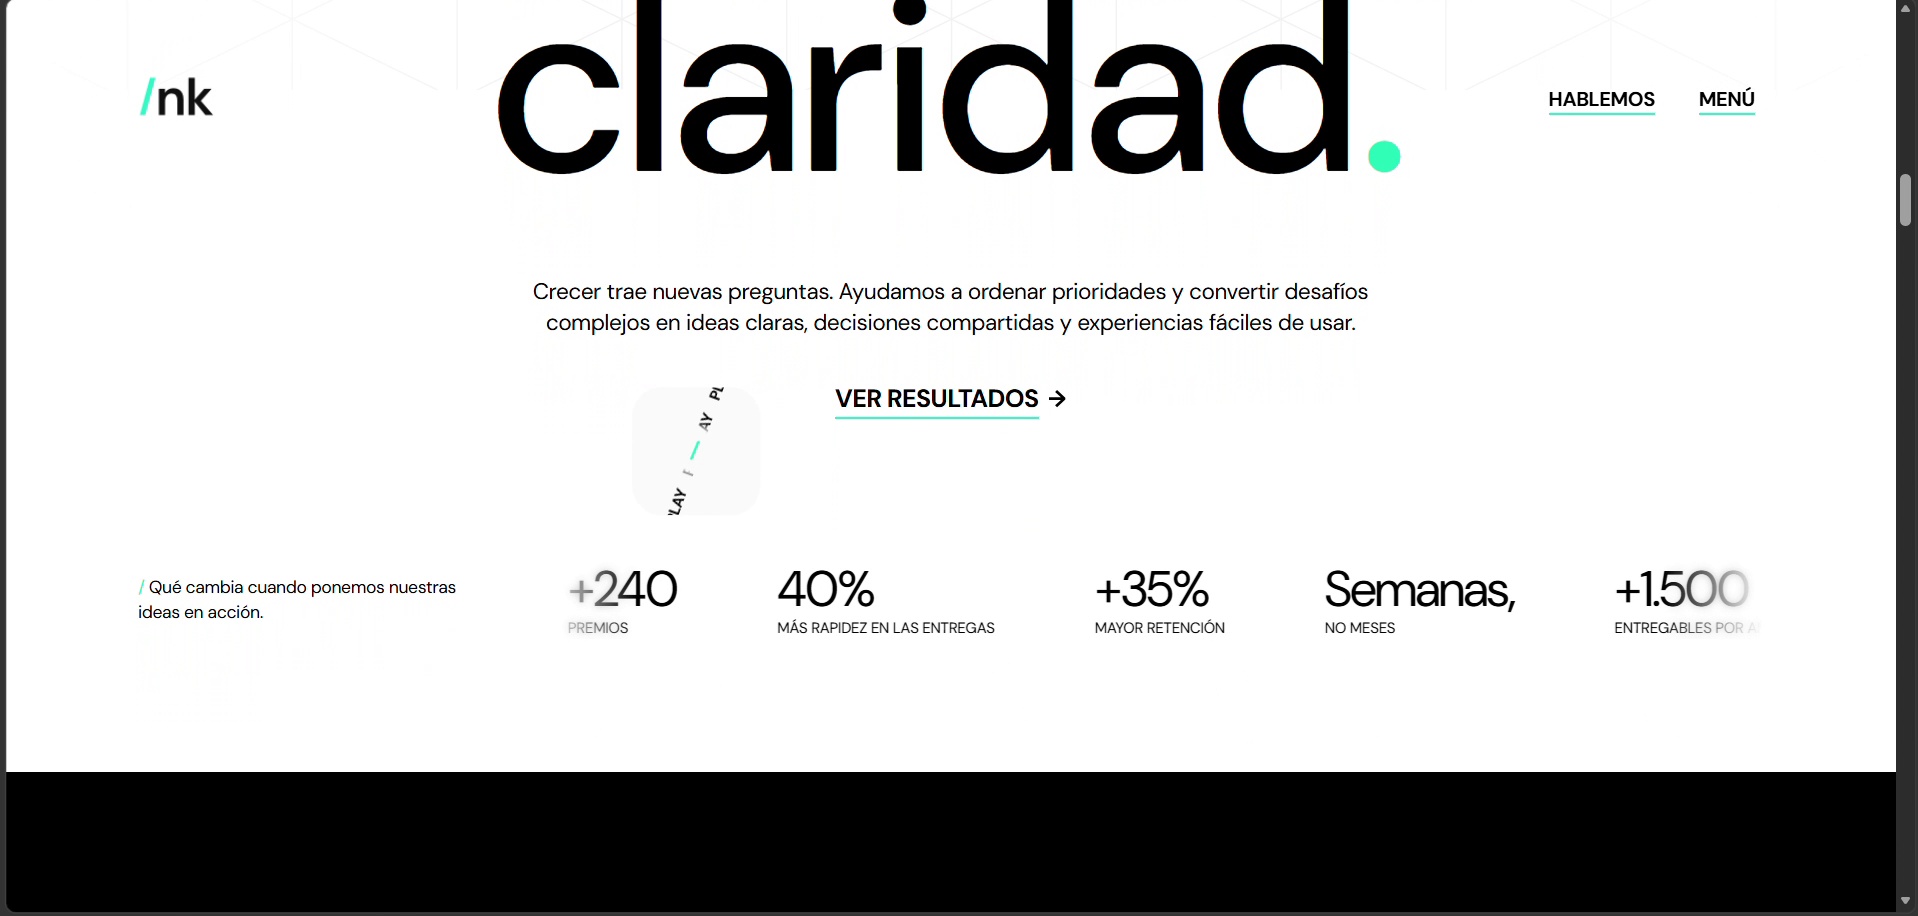 claridad.
/nk
HABLEMOS
MENÚ
Crecer trae nuevas preguntas. Ayudamos a ordenar prioridades y convertir desafíos
complejos en ideas claras, decisiones compartidas y experiencias fáciles de usar.
VER RESULTADOS →
/ Qué cambia cuando ponemos nuestras
ideas en acción.
+240
PREMIOS
40%
MÁS RAPIDEZ EN LAS ENTREGAS
+35%
MAYOR RETENCIÓN
Semanas,
NO MESES
+1.500
ENTREGABLES POR